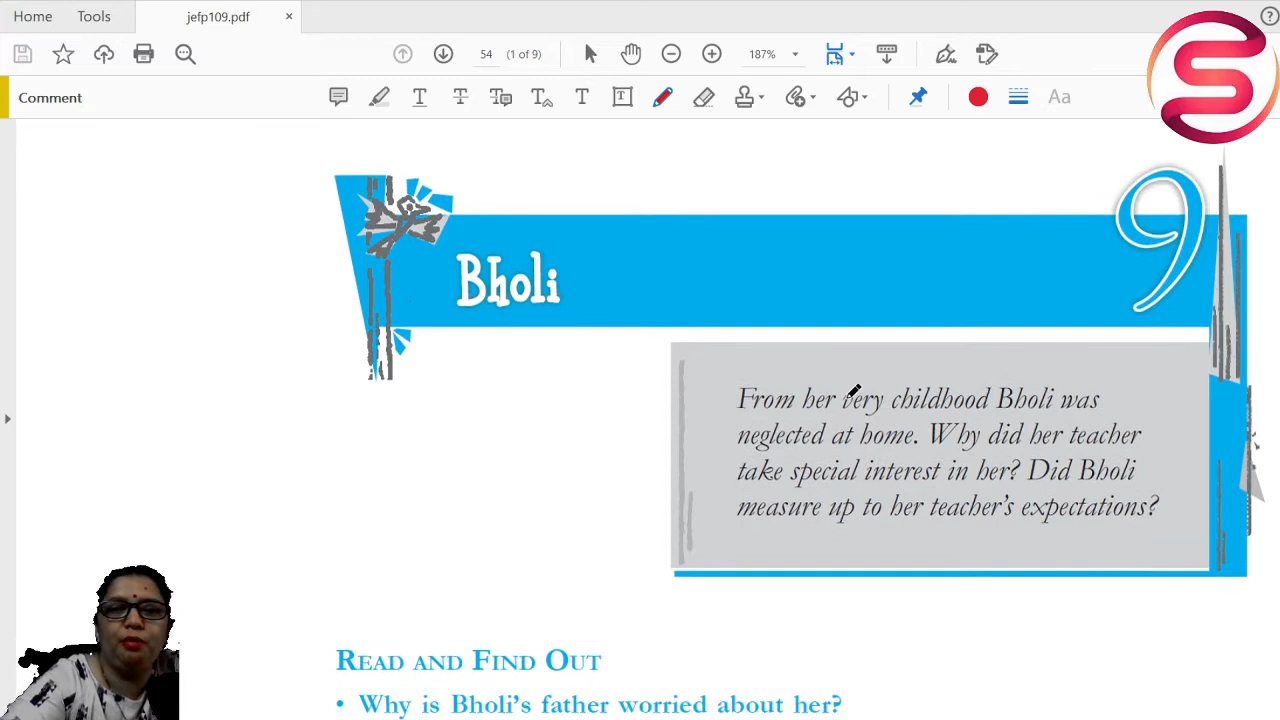 Home Tools jefp109.pdf ×
54 (1 of 9) 187%
Comment
Aa
S
9
Bholi
From her very childhood Bholi was
neglected at home. Why did her teacher
take special interest in her? Did Bholi
measure up to her teacher's expectations?
READ AND FIND OUT
• Why is Bholi's father worried about her?